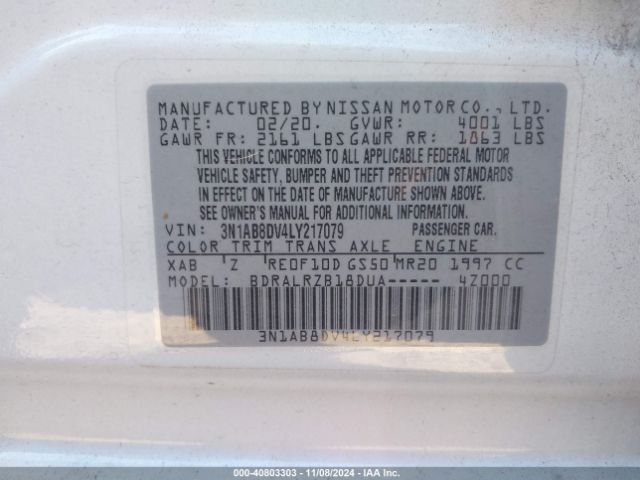 MANUFACTURED BY NISSAN MOTOR CO., LTD.
DATE: 02/20. GVWR: 4001 LBS
GAWR FR: 2161 LBS GAWR RR: 1863 LBS
THIS VEHICLE CONFORMS TO ALL APPLICABLE FEDERAL MOTOR
VEHICLE SAFETY, BUMPER AND THEFT PREVENTION STANDARDS
IN EFFECT ON THE DATE OF MANUFACTURE SHOWN ABOVE.
SEE OWNER'S MANUAL FOR ADDITIONAL INFORMATION.
VIN: 3N1AB8DV4LY217079 PASSENGER CAR.
COLOR TRIM TRANS AXLE ENGINE
XAB Z RE0F10D GS50 MR20 1997 CC
MODEL: BDRALRZB18DUA----- 4Z000
3N1AB8DV4LY217079
000-40803303 - 11/08/2024 - IAA Inc.